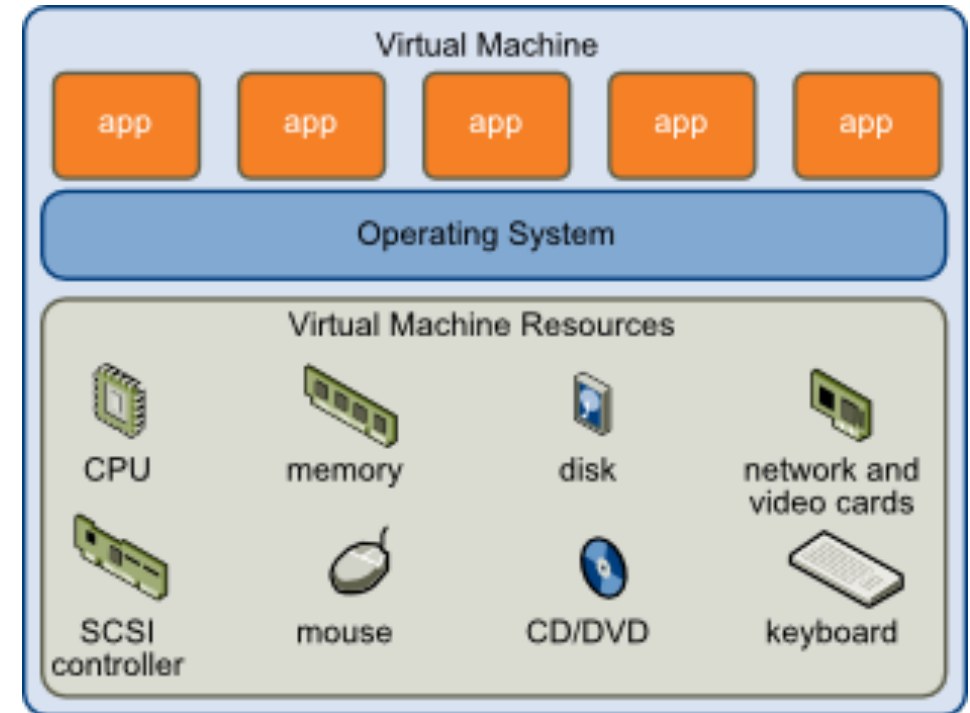 Virtual Machine
app app app app app
Operating System
Virtual Machine Resources
CPU memory disk network and
video cards
SCSI mouse CD/DVD keyboard
controller